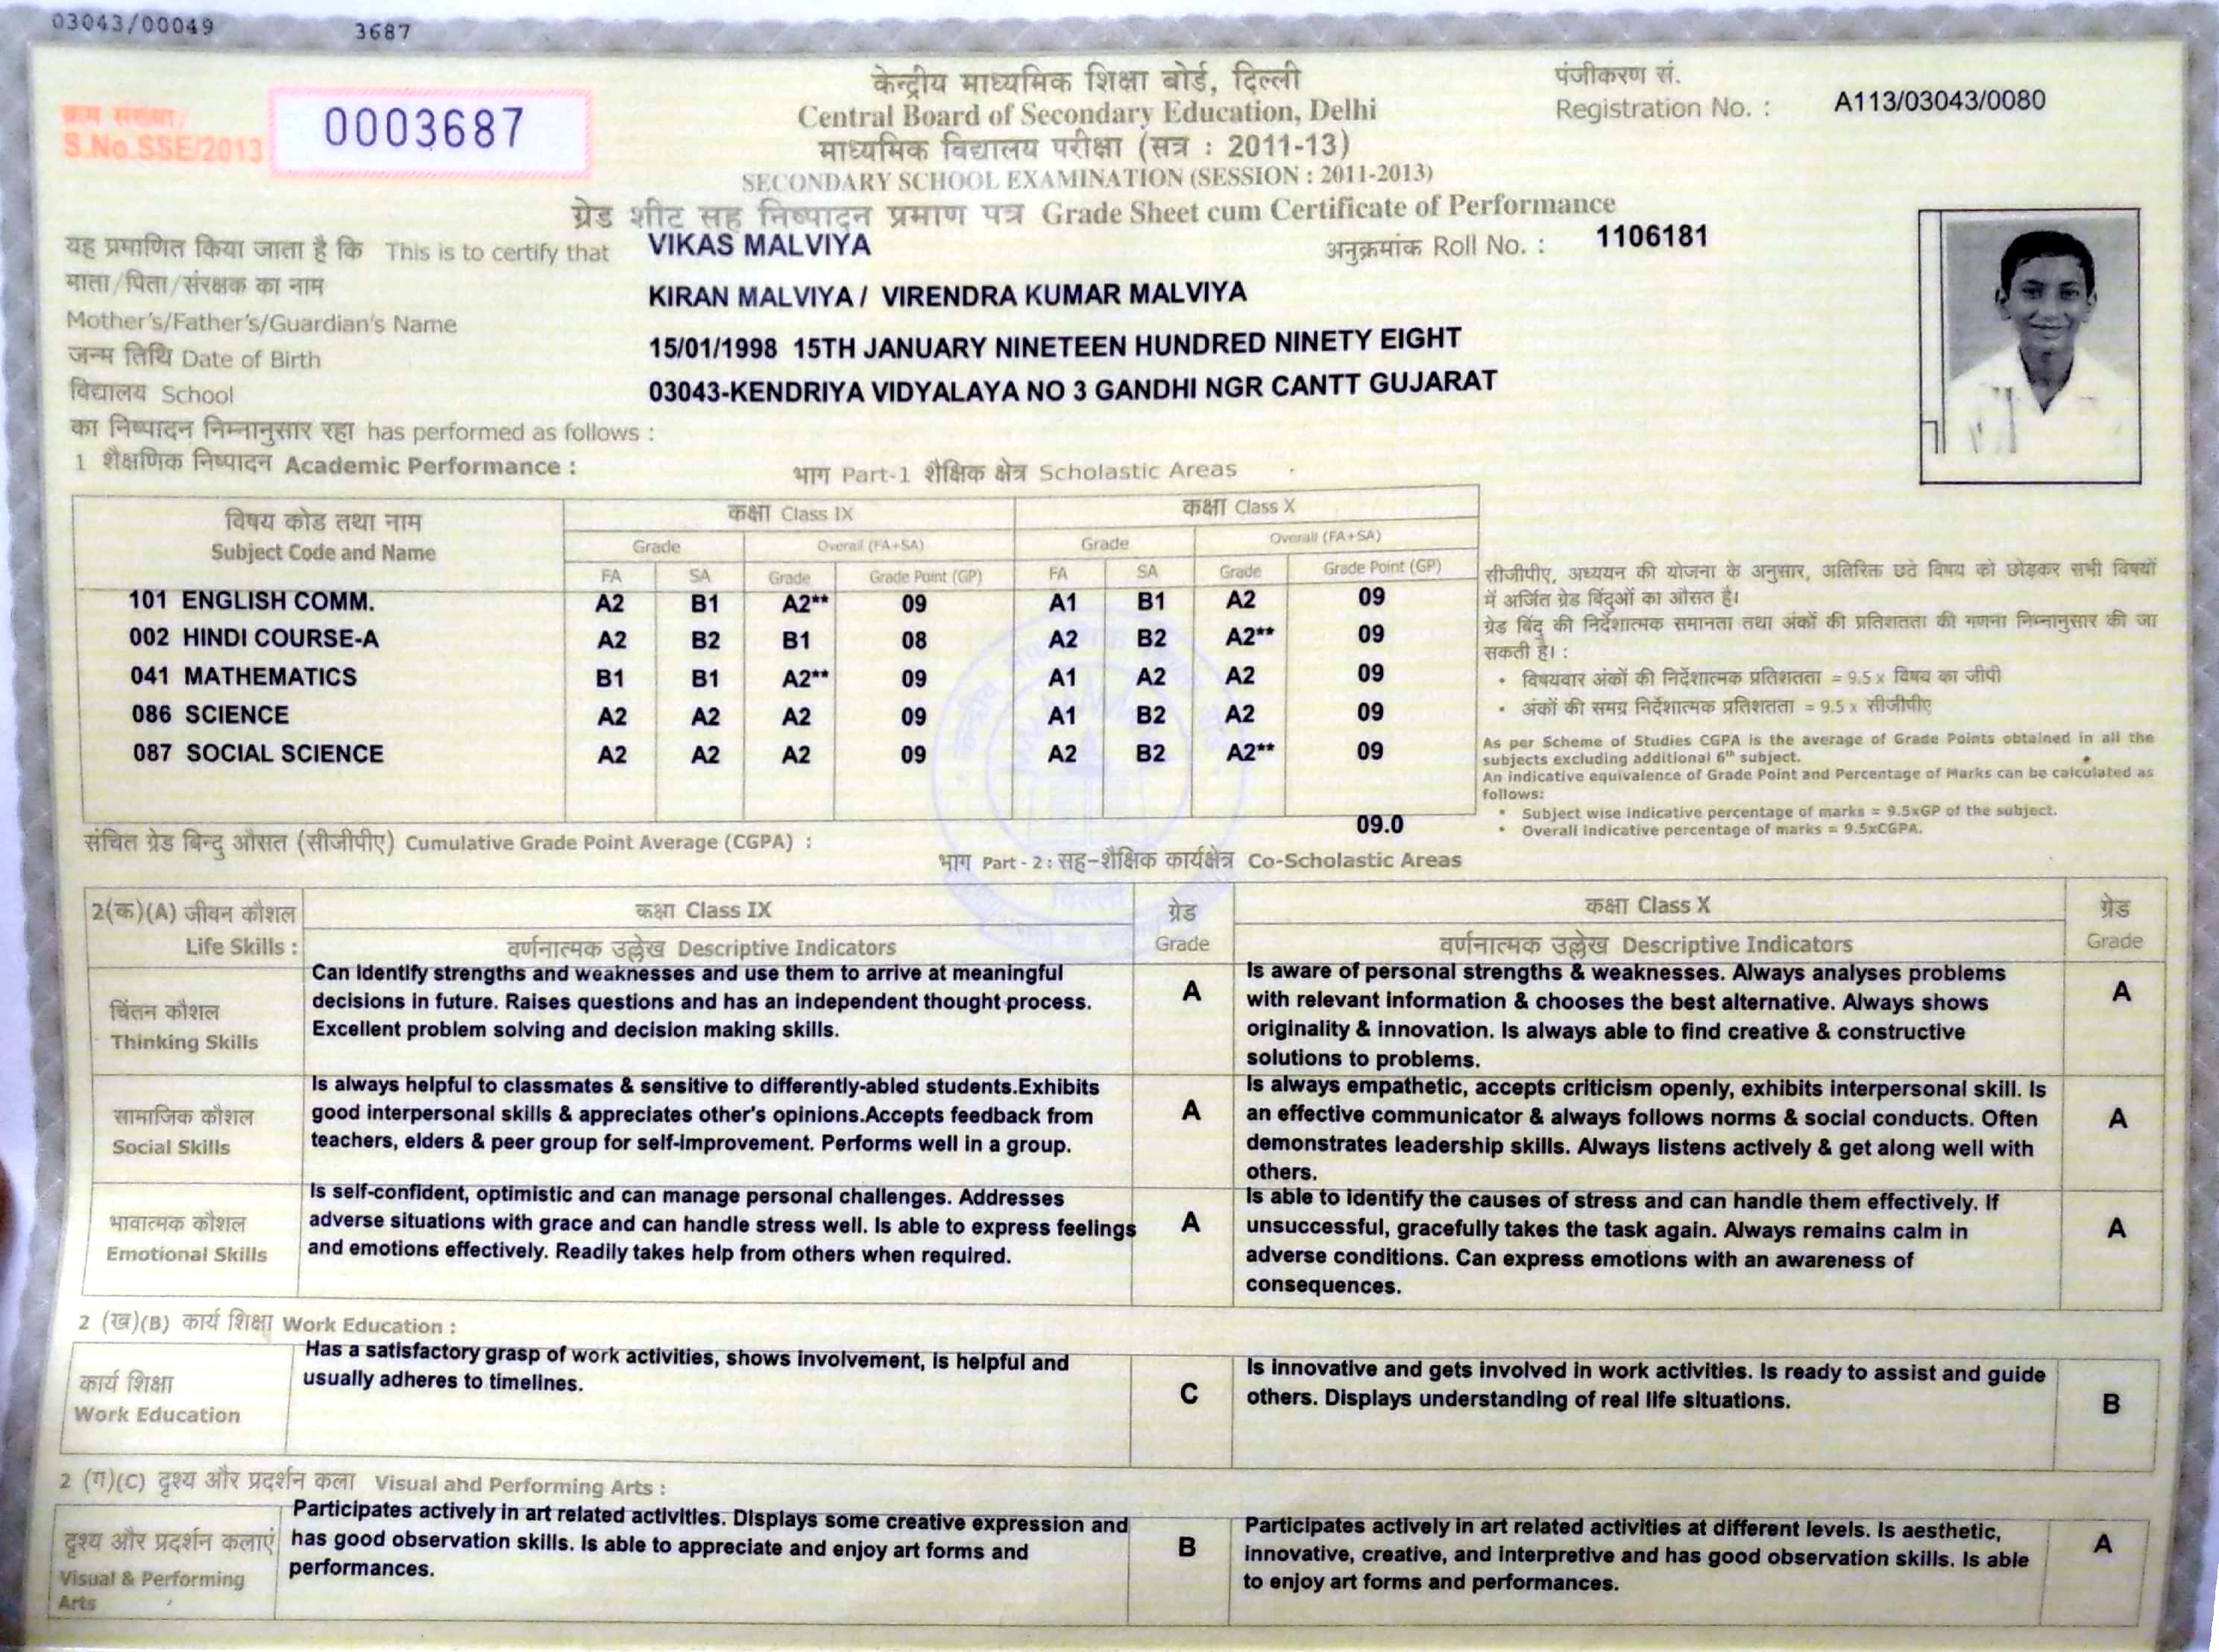 03043/00049 3687
क्रम संख्या/
S.No.SSE/2013 0003687
केन्द्रीय माध्यमिक शिक्षा बोर्ड, दिल्ली
Central Board of Secondary Education, Delhi
माध्यमिक विद्यालय परीक्षा (सत्र : 2011-13)
SECONDARY SCHOOL EXAMINATION (SESSION : 2011-2013)
ग्रेड शीट सह निष्पादन प्रमाण पत्र Grade Sheet cum Certificate of Performance
पंजीकरण सं.
Registration No. : A113/03043/0080
यह प्रमाणित किया जाता है कि This is to certify that VIKAS MALVIYA अनुक्रमांक Roll No. : 1106181
माता/पिता/संरक्षक का नाम
Mother's/Father's/Guardian's Name KIRAN MALVIYA / VIRENDRA KUMAR MALVIYA
जन्म तिथि Date of Birth 15/01/1998 15TH JANUARY NINETEEN HUNDRED NINETY EIGHT
विद्यालय School 03043-KENDRIYA VIDYALAYA NO 3 GANDHI NGR CANTT GUJARAT
का निष्पादन निम्नानुसार रहा has performed as follows :
1 शैक्षणिक निष्पादन Academic Performance :
भाग Part-1 शैक्षिक क्षेत्र Scholastic Areas
विषय कोड तथा नाम
Subject Code and Name
कक्षा Class IX कक्षा Class X
Grade Overall (FA+SA) Grade Overall (FA+SA)
FA SA Grade Grade Point (GP) FA SA Grade Grade Point (GP)
101 ENGLISH COMM. A2 B1 A2** 09 A1 B1 A2 09
002 HINDI COURSE-A A2 B2 B1 08 A2 B2 A2** 09
041 MATHEMATICS B1 B1 A2** 09 A1 A2 A2 09
086 SCIENCE A2 A2 A2 09 A1 B2 A2 09
087 SOCIAL SCIENCE A2 A2 A2 09 A2 B2 A2** 09
संचित ग्रेड बिन्दु औसत (सीजीपीए) Cumulative Grade Point Average (CGPA) : 09.0
सीजीपीए, अध्ययन की योजना के अनुसार, अतिरिक्त छठे विषय को छोड़कर सभी विषयों
में अर्जित ग्रेड बिंदुओं का औसत है।
ग्रेड बिंदु की निर्देशात्मक समानता तथा अंकों की प्रतिशतता की गणना निम्नानुसार की जा
सकती है। :
• विषयवार अंकों की निर्देशात्मक प्रतिशतता = 9.5 x विषय का जीपी
• अंकों की समग्र निर्देशात्मक प्रतिशतता = 9.5 x सीजीपीए
As per Scheme of Studies CGPA is the average of Grade Points obtained in all the
subjects excluding additional 6th subject.
An indicative equivalence of Grade Point and Percentage of Marks can be calculated as
follows:
• Subject wise indicative percentage of marks = 9.5xGP of the subject.
• Overall indicative percentage of marks = 9.5xCGPA.
भाग Part - 2 : सह-शैक्षिक कार्यक्षेत्र Co-Scholastic Areas
2(क)(A) जीवन कौशल
Life Skills :
कक्षा Class IX ग्रेड कक्षा Class X ग्रेड
वर्णनात्मक उल्लेख Descriptive Indicators Grade वर्णनात्मक उल्लेख Descriptive Indicators Grade
चिंतन कौशल
Thinking Skills
Can identify strengths and weaknesses and use them to arrive at meaningful
decisions in future. Raises questions and has an independent thought process.
Excellent problem solving and decision making skills.
A
Is aware of personal strengths & weaknesses. Always analyses problems
with relevant information & chooses the best alternative. Always shows
originality & innovation. Is always able to find creative & constructive
solutions to problems.
A
सामाजिक कौशल
Social Skills
Is always helpful to classmates & sensitive to differently-abled students.Exhibits
good interpersonal skills & appreciates other's opinions.Accepts feedback from
teachers, elders & peer group for self-improvement. Performs well in a group.
A
Is always empathetic, accepts criticism openly, exhibits interpersonal skill. Is
an effective communicator & always follows norms & social conducts. Often
demonstrates leadership skills. Always listens actively & get along well with
others.
A
भावात्मक कौशल
Emotional Skills
Is self-confident, optimistic and can manage personal challenges. Addresses
adverse situations with grace and can handle stress well. Is able to express feelings
and emotions effectively. Readily takes help from others when required.
A
Is able to identify the causes of stress and can handle them effectively. If
unsuccessful, gracefully takes the task again. Always remains calm in
adverse conditions. Can express emotions with an awareness of
consequences.
A
2 (ख)(B) कार्य शिक्षा Work Education :
कार्य शिक्षा
Work Education
Has a satisfactory grasp of work activities, shows involvement, is helpful and
usually adheres to timelines.
C
Is innovative and gets involved in work activities. Is ready to assist and guide
others. Displays understanding of real life situations.
B
2 (ग)(C) दृश्य और प्रदर्शन कला Visual and Performing Arts :
दृश्य और प्रदर्शन कलाएं
Visual & Performing
Arts
Participates actively in art related activities. Displays some creative expression and
has good observation skills. Is able to appreciate and enjoy art forms and
performances.
B
Participates actively in art related activities at different levels. Is aesthetic,
innovative, creative, and interpretive and has good observation skills. Is able
to enjoy art forms and performances.
A